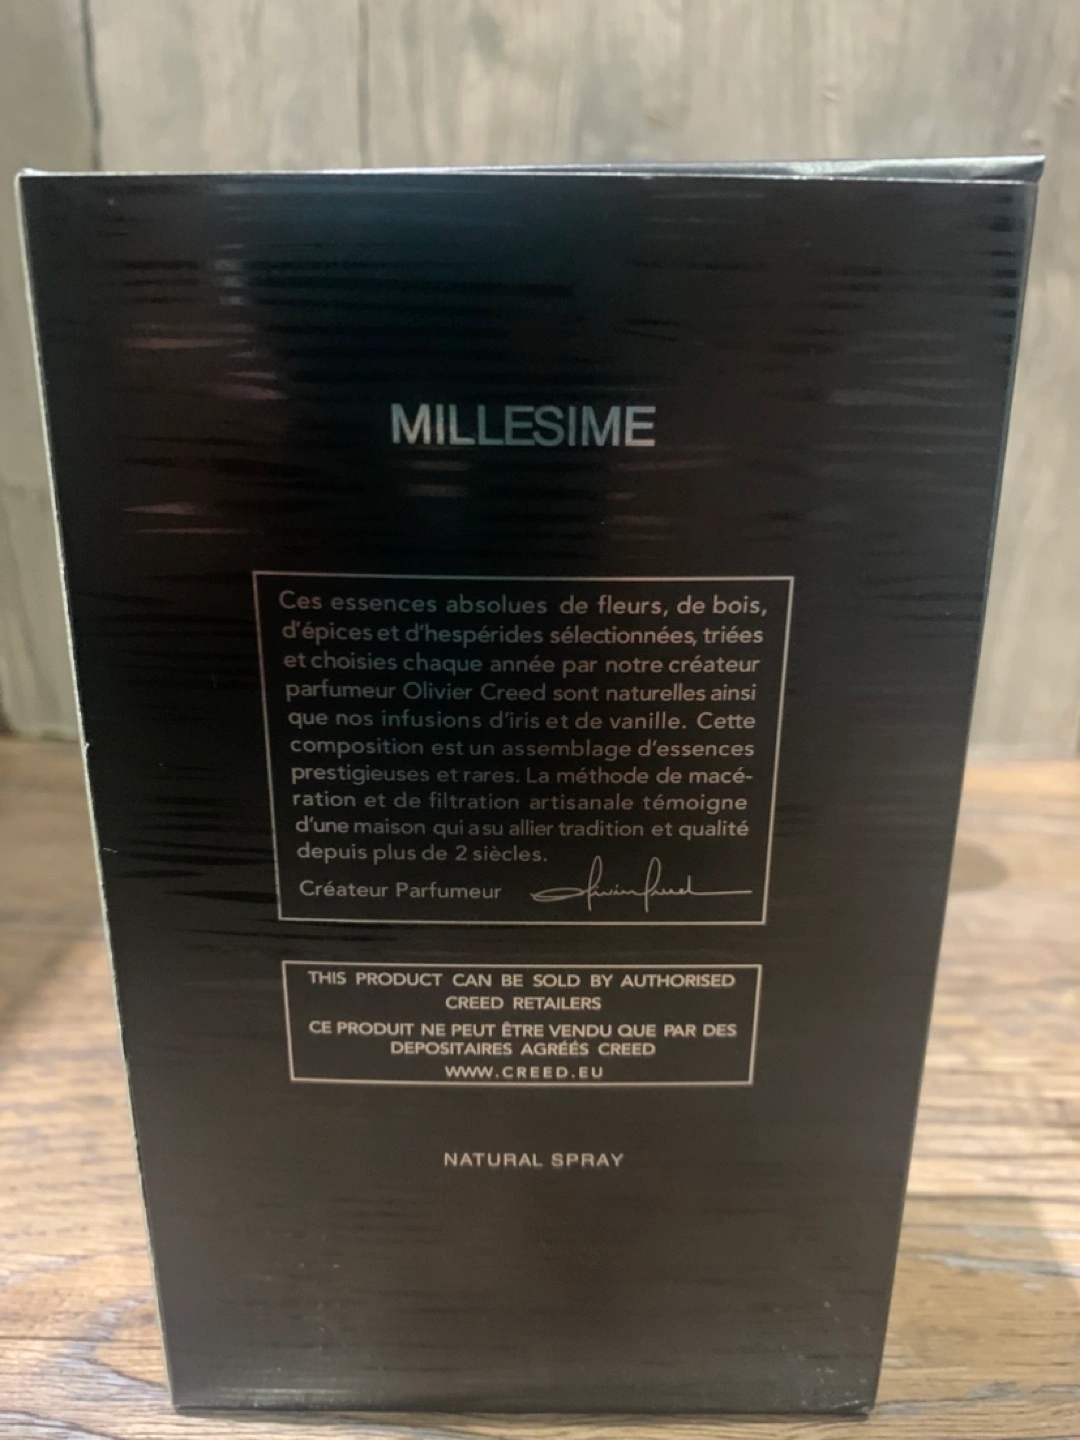 MILLESIME
Ces essences absolues de fleurs, de bois,
d'épices et d'hespérides sélectionnées, triées
et choisies chaque année par notre créateur
parfumeur Olivier Creed sont naturelles ainsi
que nos infusions d'iris et de vanille. Cette
composition est un assemblage d'essences
prestigieuses et rares. La méthode de macé-
ration et de filtration artisanale témoigne
d'une maison qui a su allier tradition et qualité
depuis plus de 2 siècles.
Créateur Parfumeur
THIS PRODUCT CAN BE SOLD BY AUTHORISED
CREED RETAILERS
CE PRODUIT NE PEUT ÊTRE VENDU QUE PAR DES
DEPOSITAIRES AGRÉÉS CREED
WWW.CREED.EU
NATURAL SPRAY